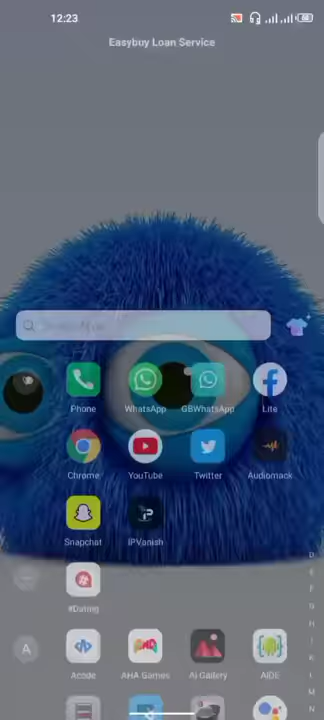 12:23
Easybuy Loan Service
Phone
WhatsApp
GBWhatsApp
Lite
Chrome
YouTube
Twitter
Audiomack
Snapchat
IPVanish
#Dating
A
Acode
AHA Games
AI Gallery
AIDE